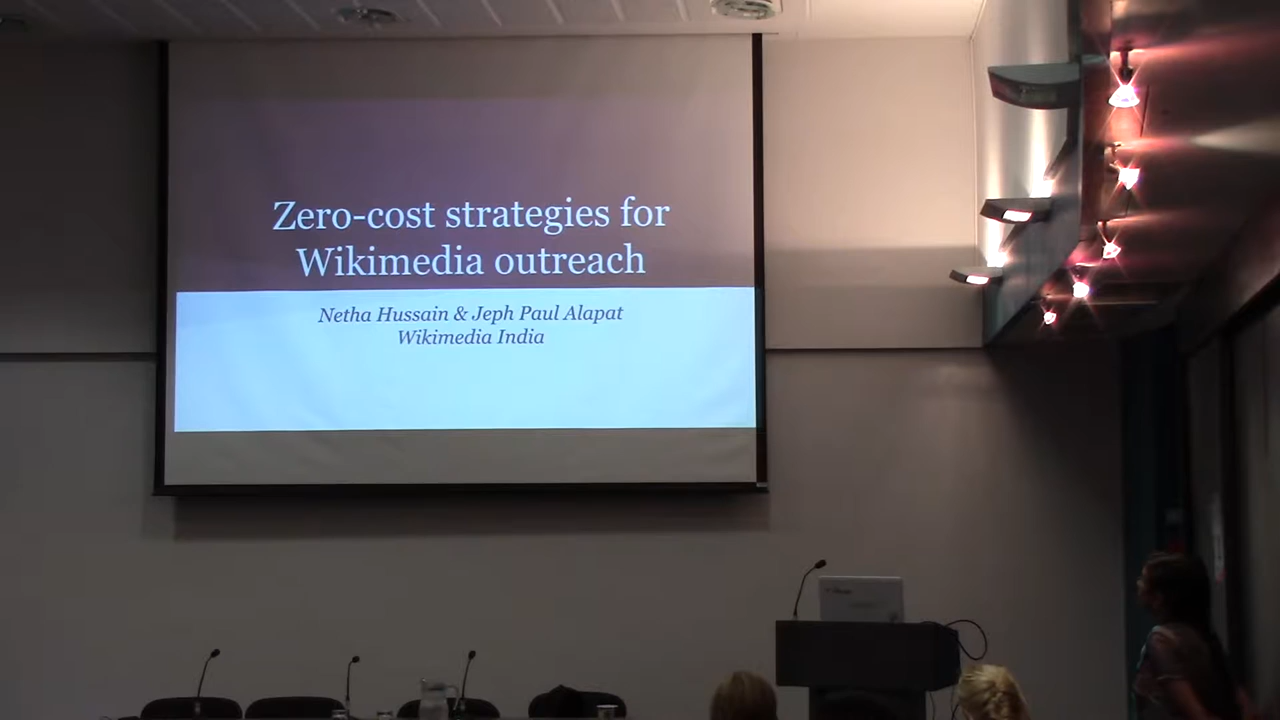 Zero-cost strategies for
Wikimedia outreach
Netha Hussain & Jeph Paul Alapat
Wikimedia India